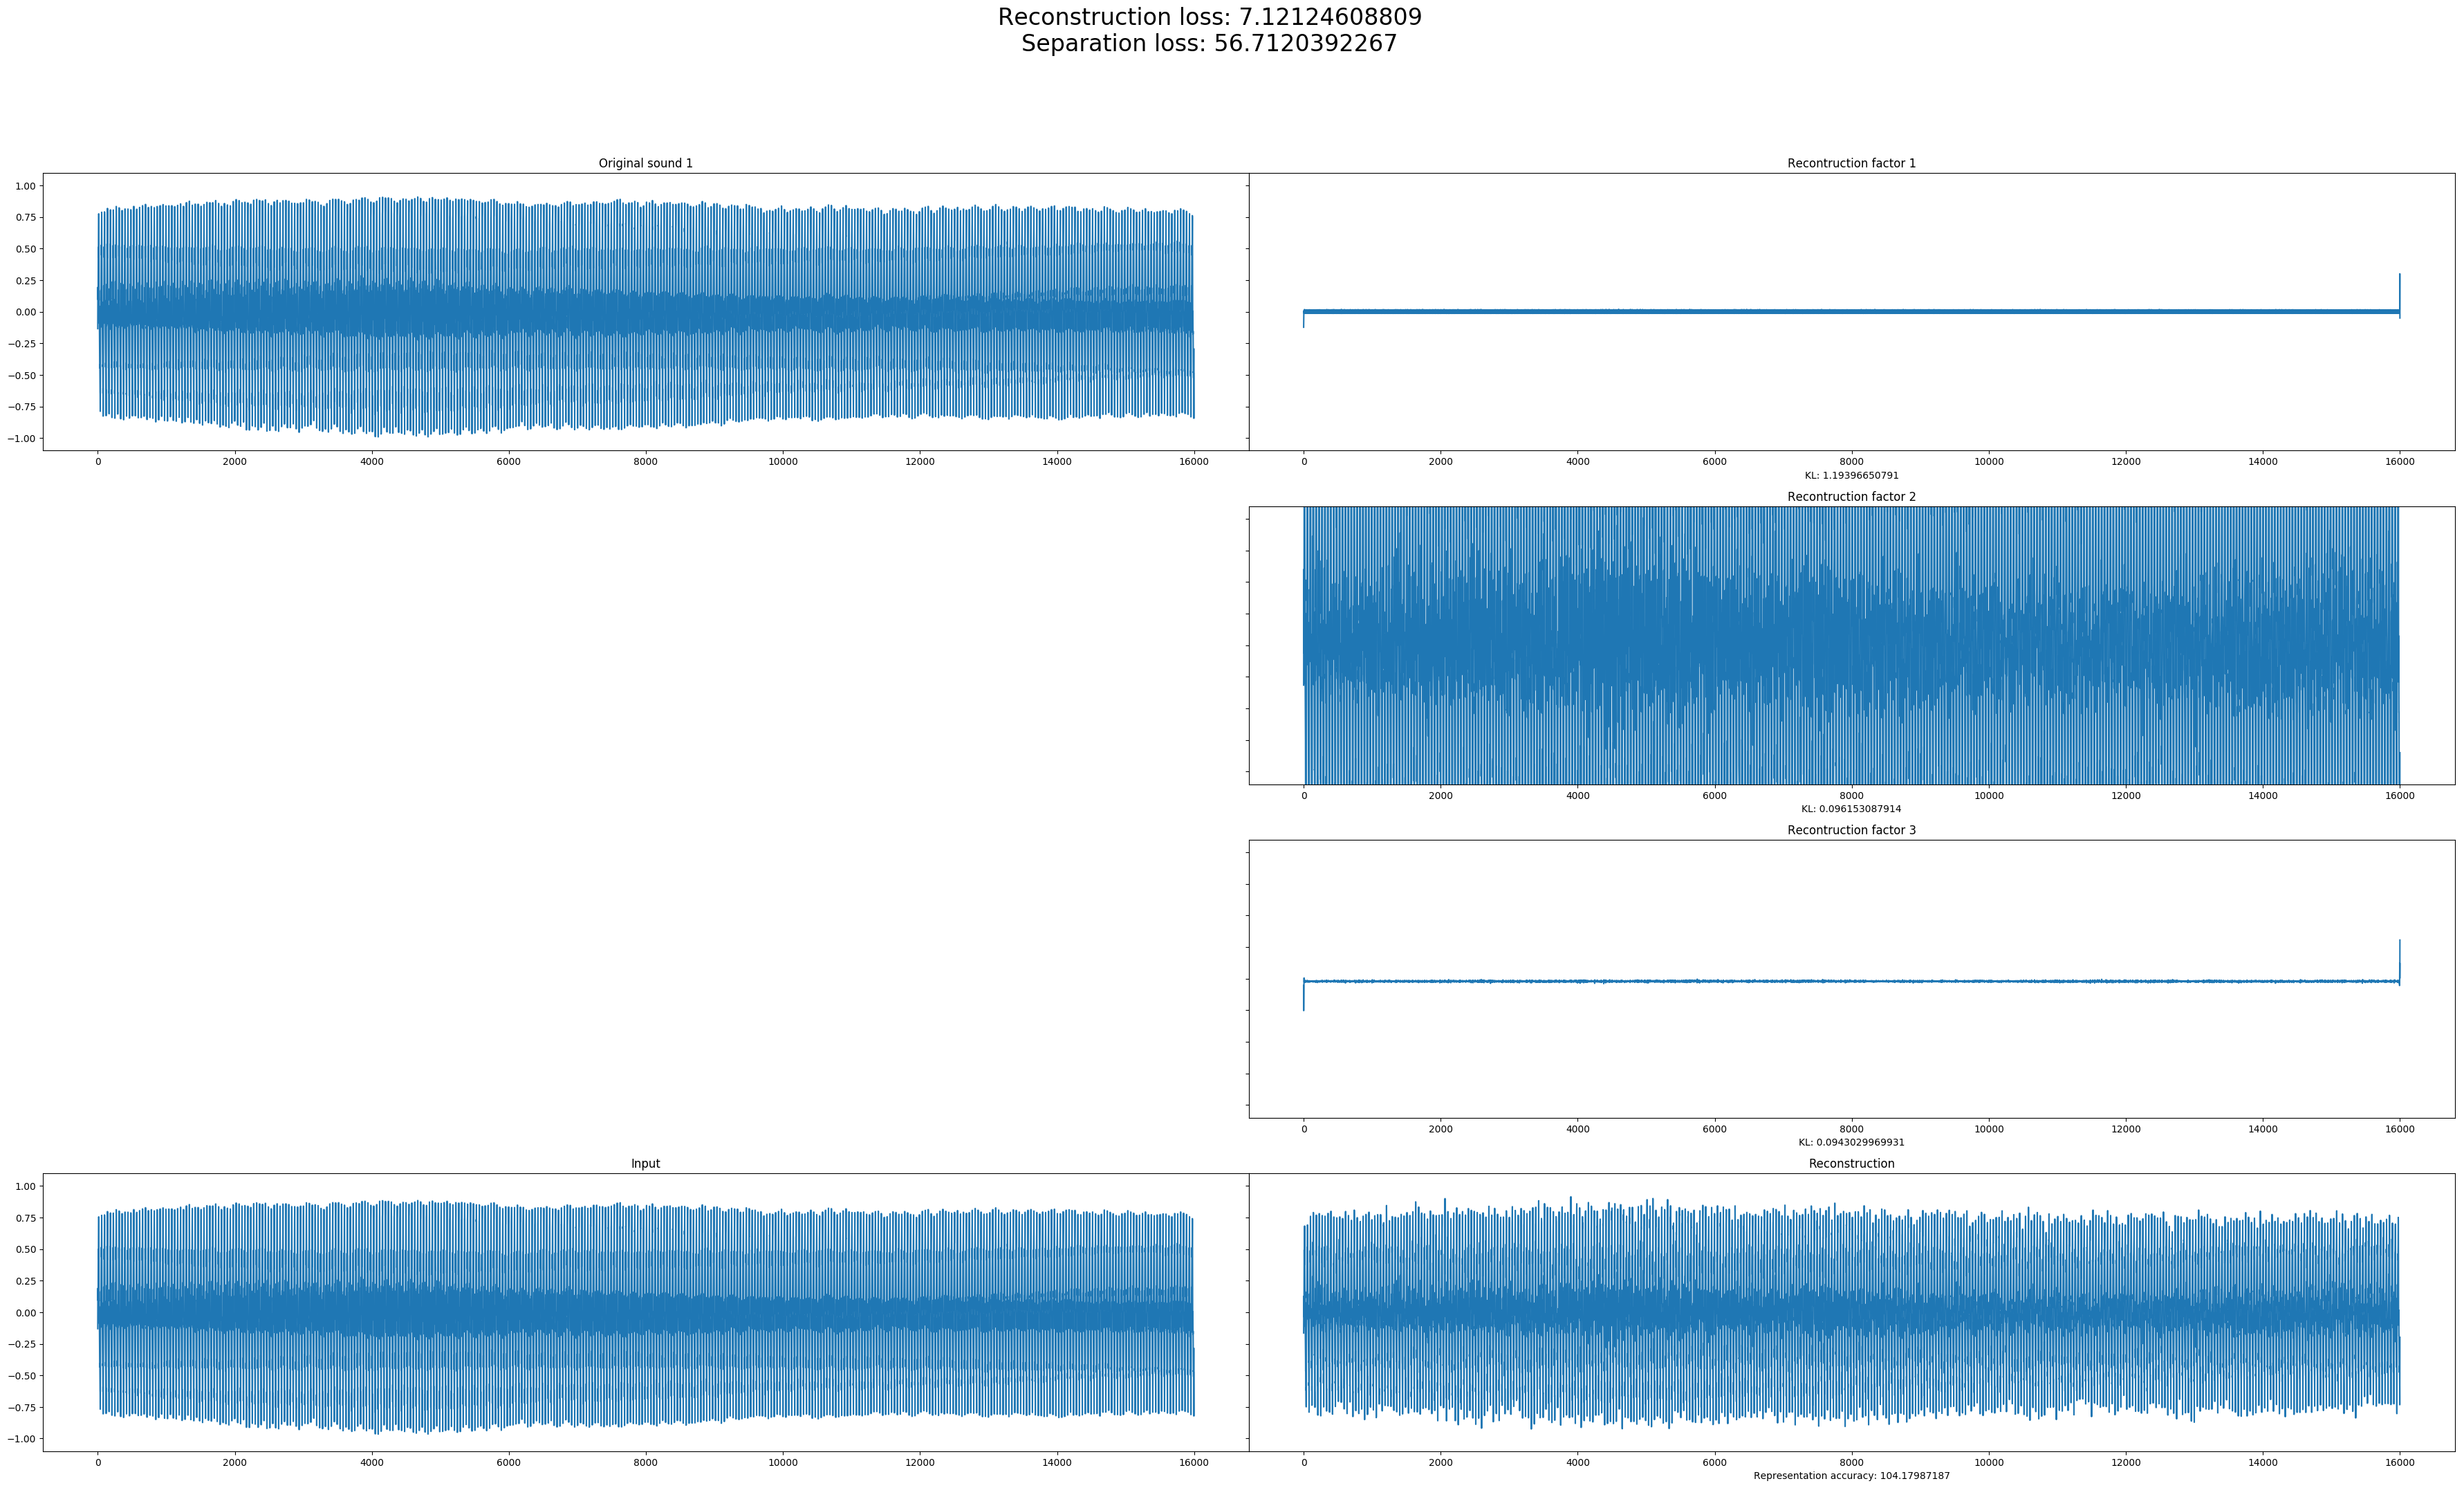 Reconstruction loss: 7.12124608809
Separation loss: 56.7120392267
Original sound 1
Recontruction factor 1
1.00
0.75
0.50
0.25
0.00
−0.25
−0.50
−0.75
−1.00
0 2000 4000 6000 8000 10000 12000 14000 16000
0 2000 4000 6000 8000 10000 12000 14000 16000
KL: 1.19396650791
Recontruction factor 2
0 2000 4000 6000 8000 10000 12000 14000 16000
KL: 0.096153087914
Recontruction factor 3
0 2000 4000 6000 8000 10000 12000 14000 16000
KL: 0.0943029969931
Input
Reconstruction
1.00
0.75
0.50
0.25
0.00
−0.25
−0.50
−0.75
−1.00
0 2000 4000 6000 8000 10000 12000 14000 16000
0 2000 4000 6000 8000 10000 12000 14000 16000
Representation accuracy: 104.17987187